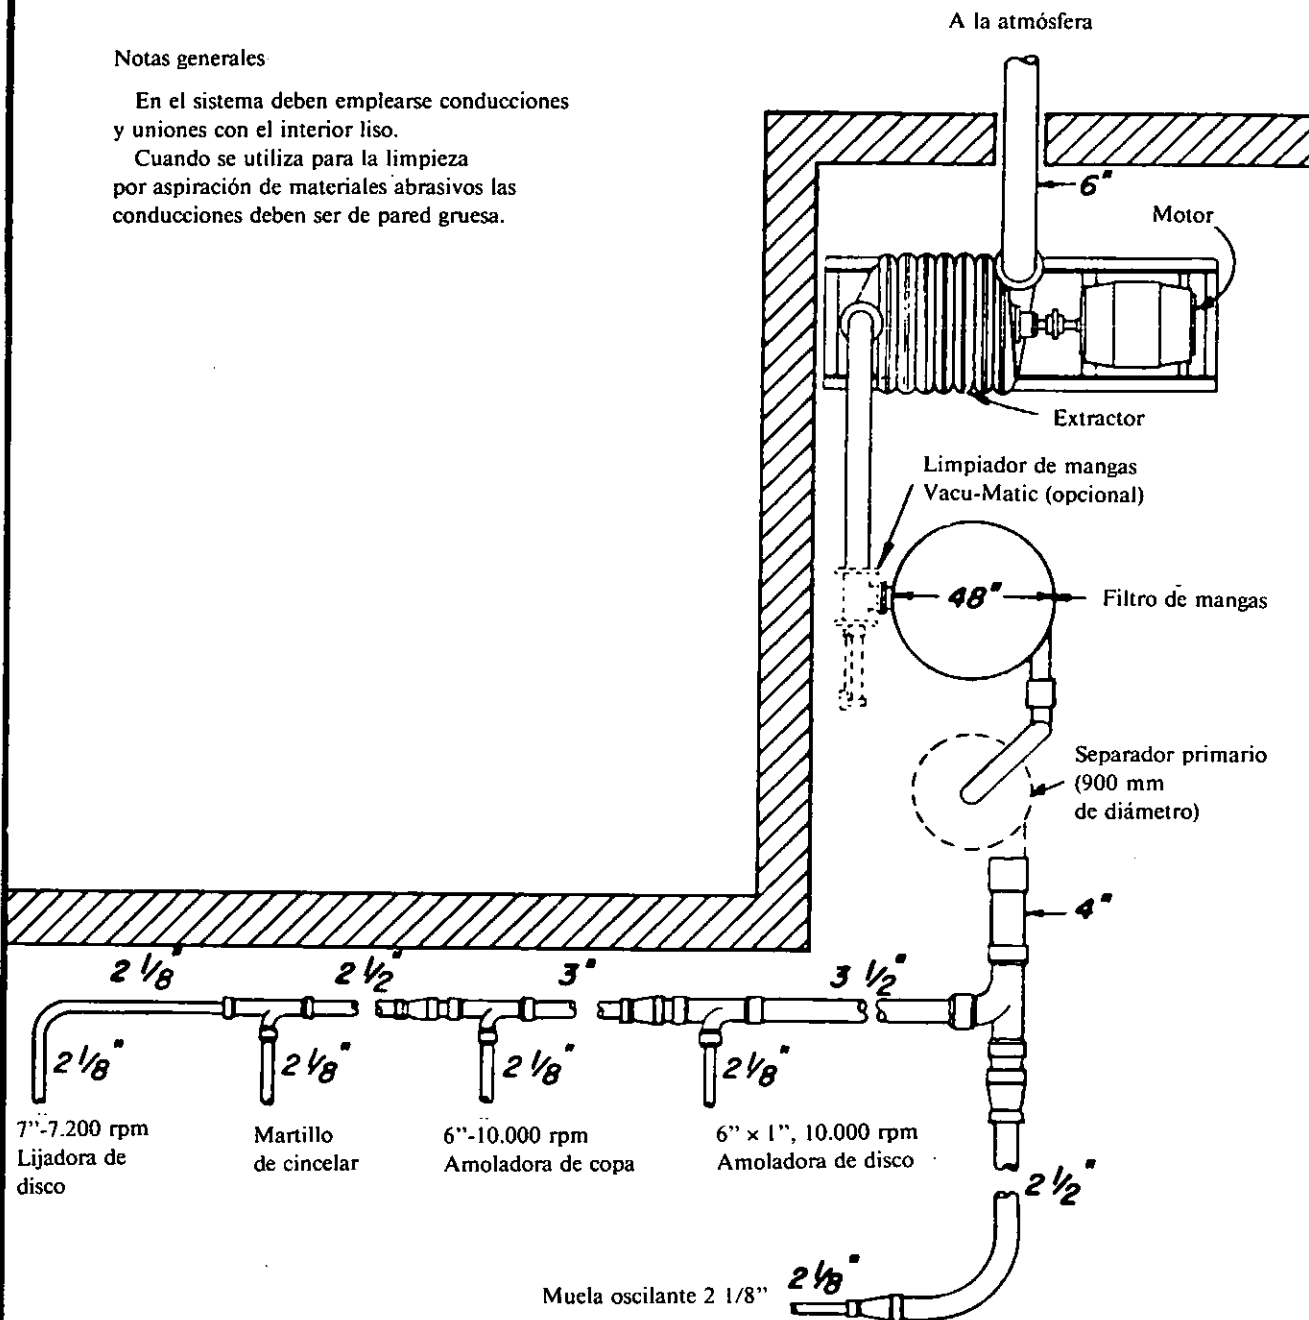 A la atmósfera
Notas generales
En el sistema deben emplearse conducciones
y uniones con el interior liso.
Cuando se utiliza para la limpieza
por aspiración de materiales abrasivos las
conducciones deben ser de pared gruesa.
6"
Motor
Extractor
Limpiador de mangas
Vacu-Matic (opcional)
48"
Filtro de mangas
Separador primario
(900 mm
de diámetro)
4"
2 1/8"
2 1/2"
3"
3 1/2"
2 1/8"
2 1/8"
2 1/8"
2 1/8"
7"-7.200 rpm
Lijadora de
disco
Martillo
de cincelar
6"-10.000 rpm
Amoladora de copa
6" × 1", 10.000 rpm
Amoladora de disco
2 1/2"
Muela oscilante 2 1/8"
2 1/8"